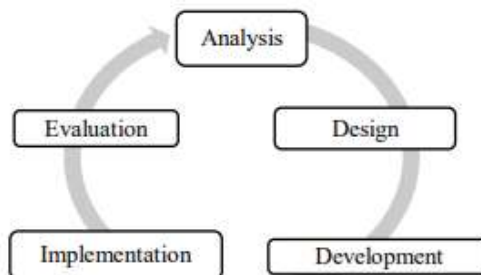 Analysis
Evaluation
Design
Implementation
Development